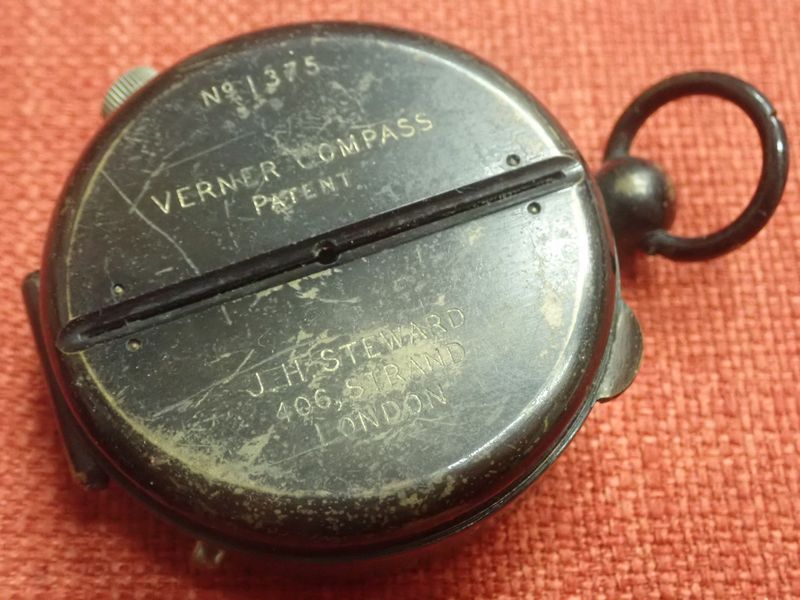 No 1375
VERNER COMPASS
PATENT
J. H. STEWARD
406, STRAND
LONDON